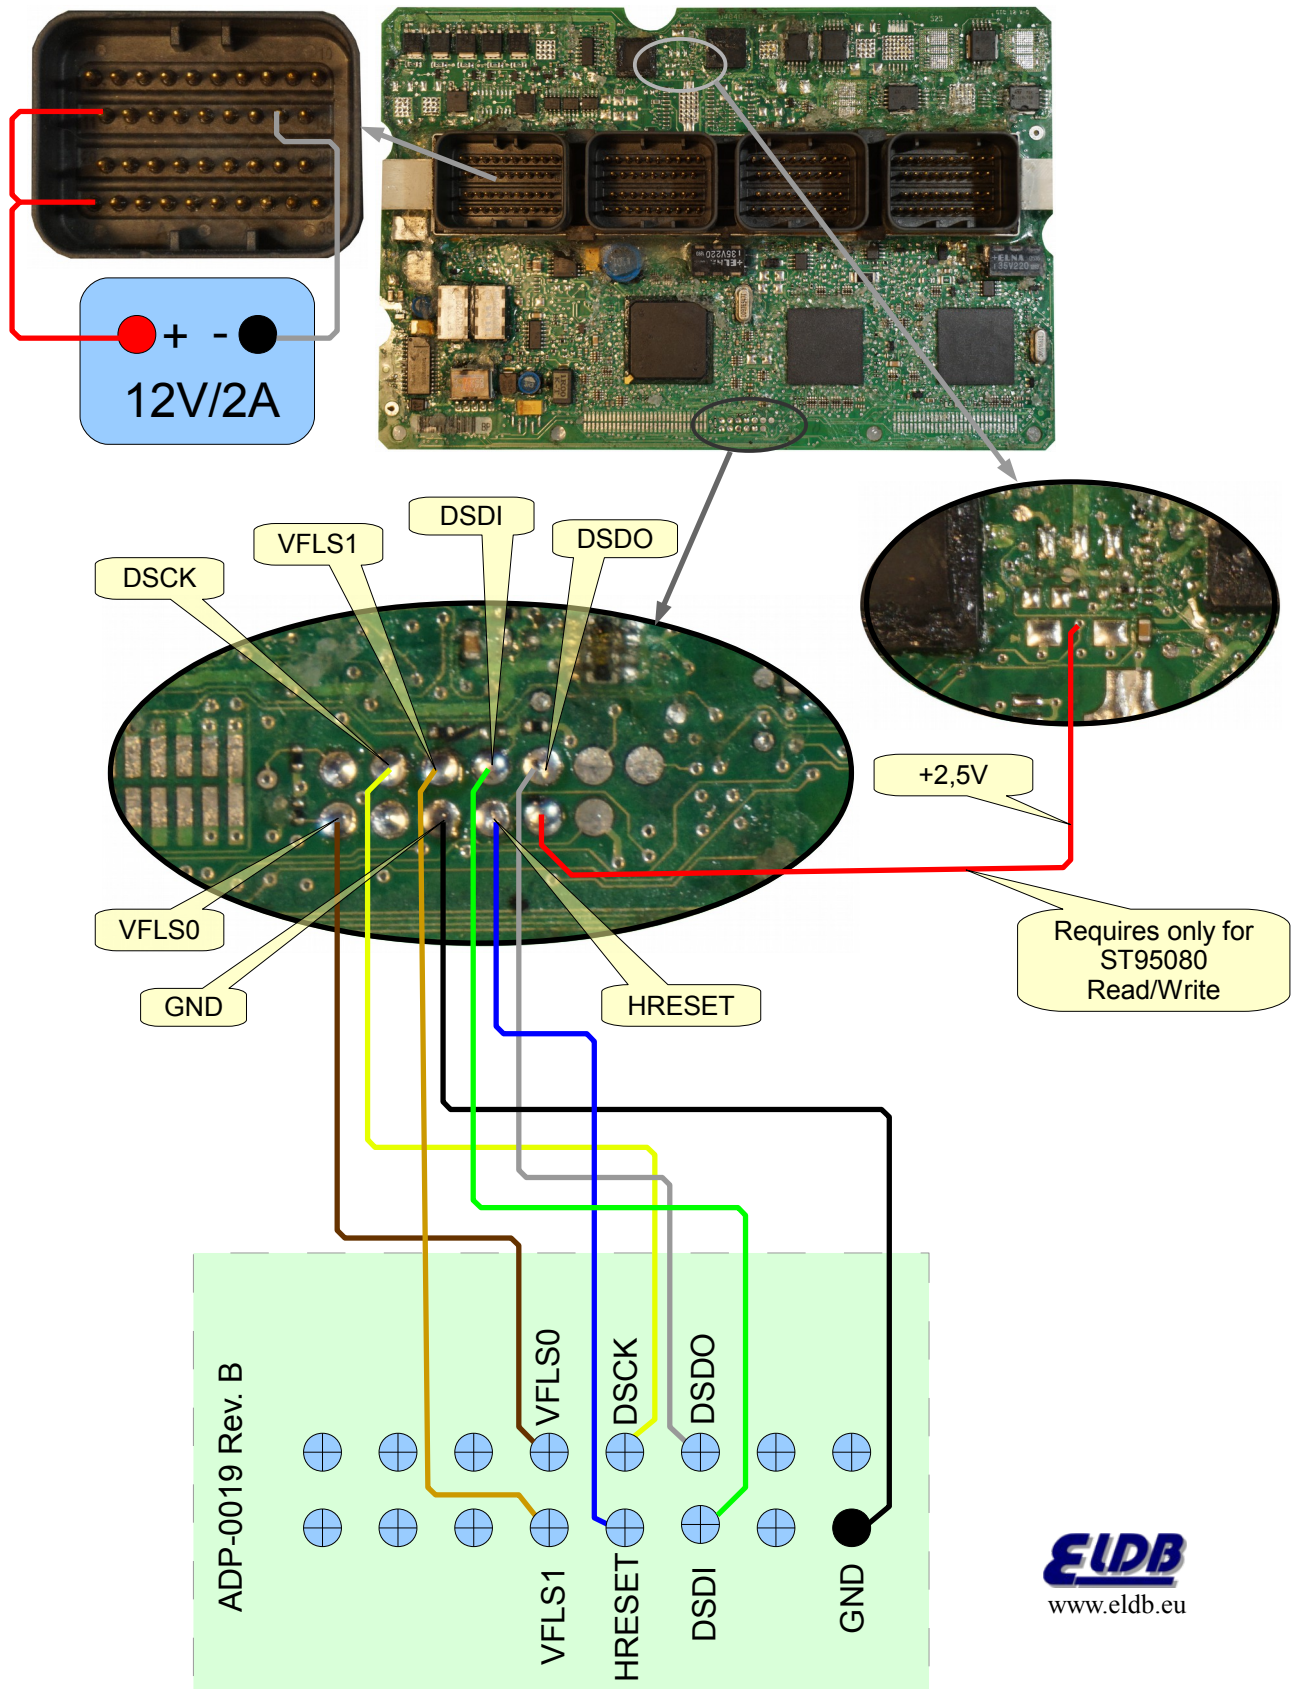 + -
12V/2A
DSDI
VFLS1
DSDO
DSCK
+2,5V
VFLS0
GND
HRESET
Requires only for
ST95080
Read/Write
ADP-0019 Rev. B
VFLS0
DSCK
DSDO
VFLS1
HRESET
DSDI
GND
ELDB
www.eldb.eu